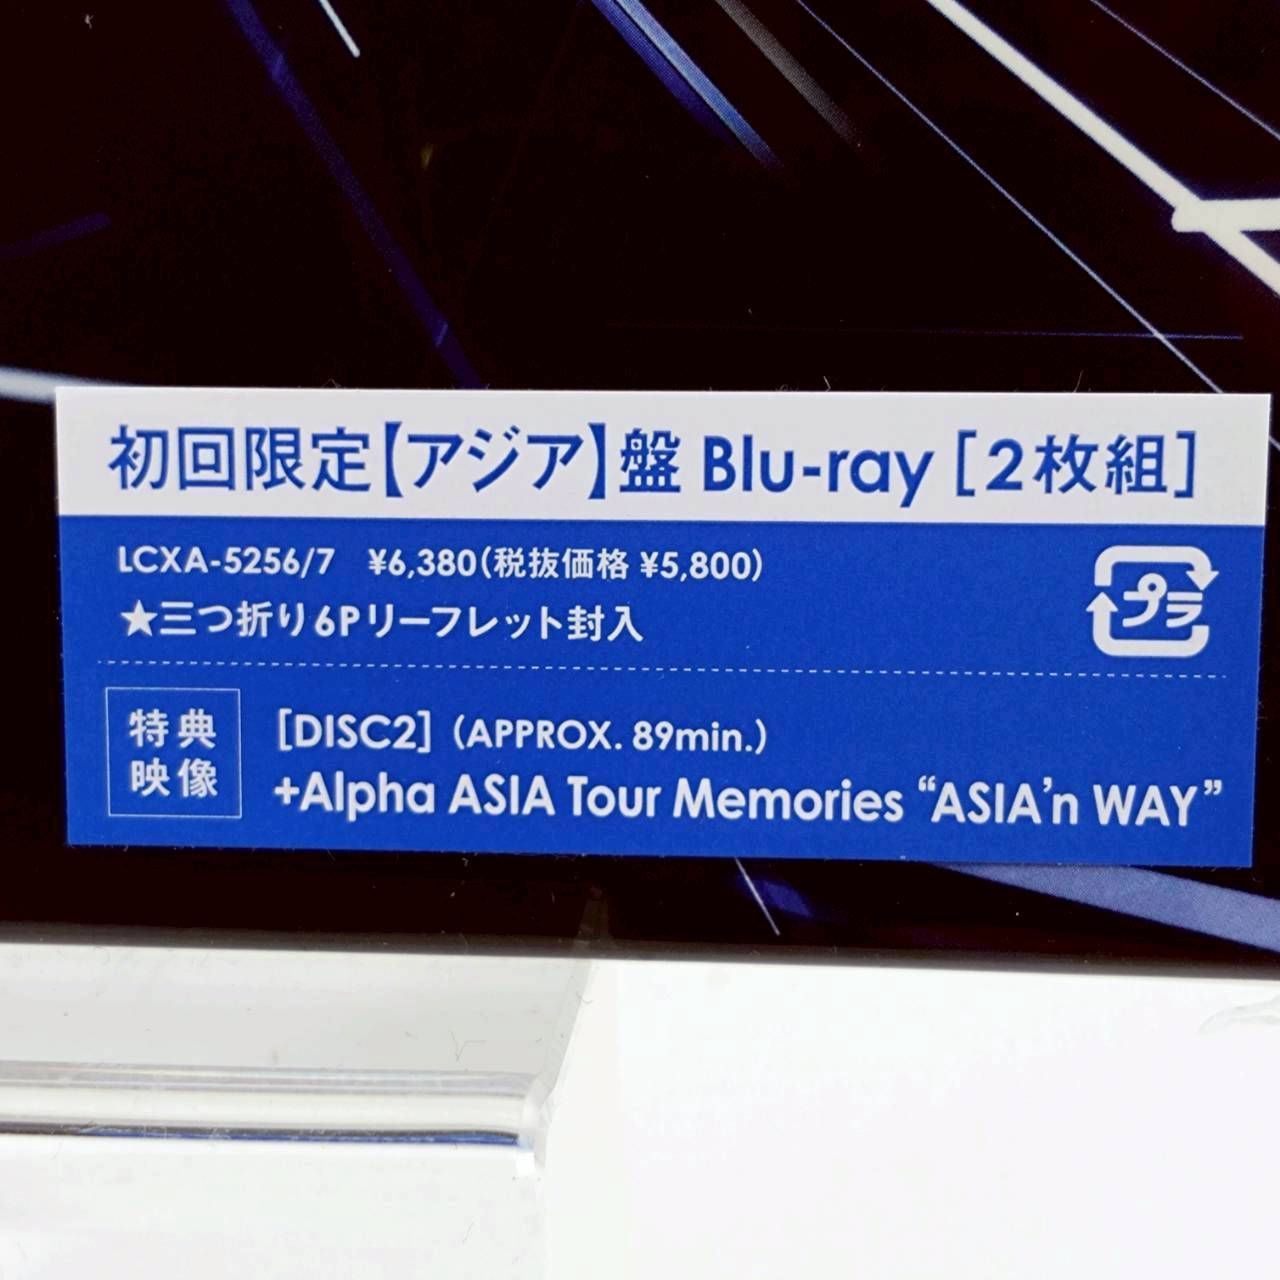 初回限定【アジア】盤 Blu-ray［2枚組］
LCXA-5256/7 ¥6,380(税抜価格 ¥5,800)
★三つ折り6Pリーフレット封入
プラ
特典
映像
[DISC2] (APPROX. 89min.)
+Alpha ASIA Tour Memories “ASIA’n WAY”